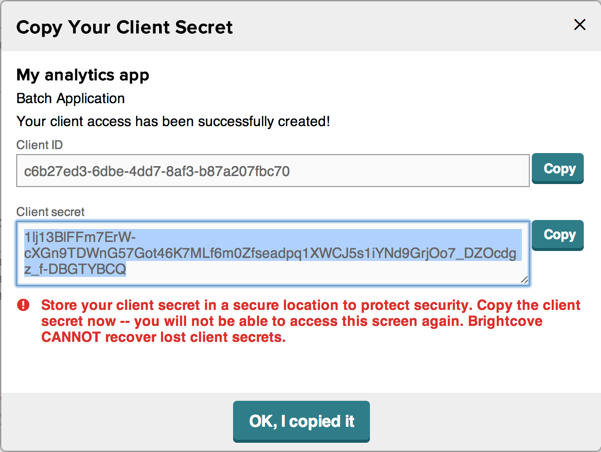 Copy Your Client Secret
My analytics app
Batch Application
Your client access has been successfully created!
Client ID
c6b27ed3-6dbe-4dd7-8af3-b87a207fbc70
Copy
Client secret
1lj13BlFFm7ErW-
cXGn9TDWnG57Got46K7MLf6m0Zfseadpq1XWCJ5s1iYNd9GrjOo7_DZOcdg
z_f-DBGTYBCQ
Copy
Store your client secret in a secure location to protect security. Copy the client
secret now -- you will not be able to access this screen again. Brightcove
CANNOT recover lost client secrets.
OK, I copied it